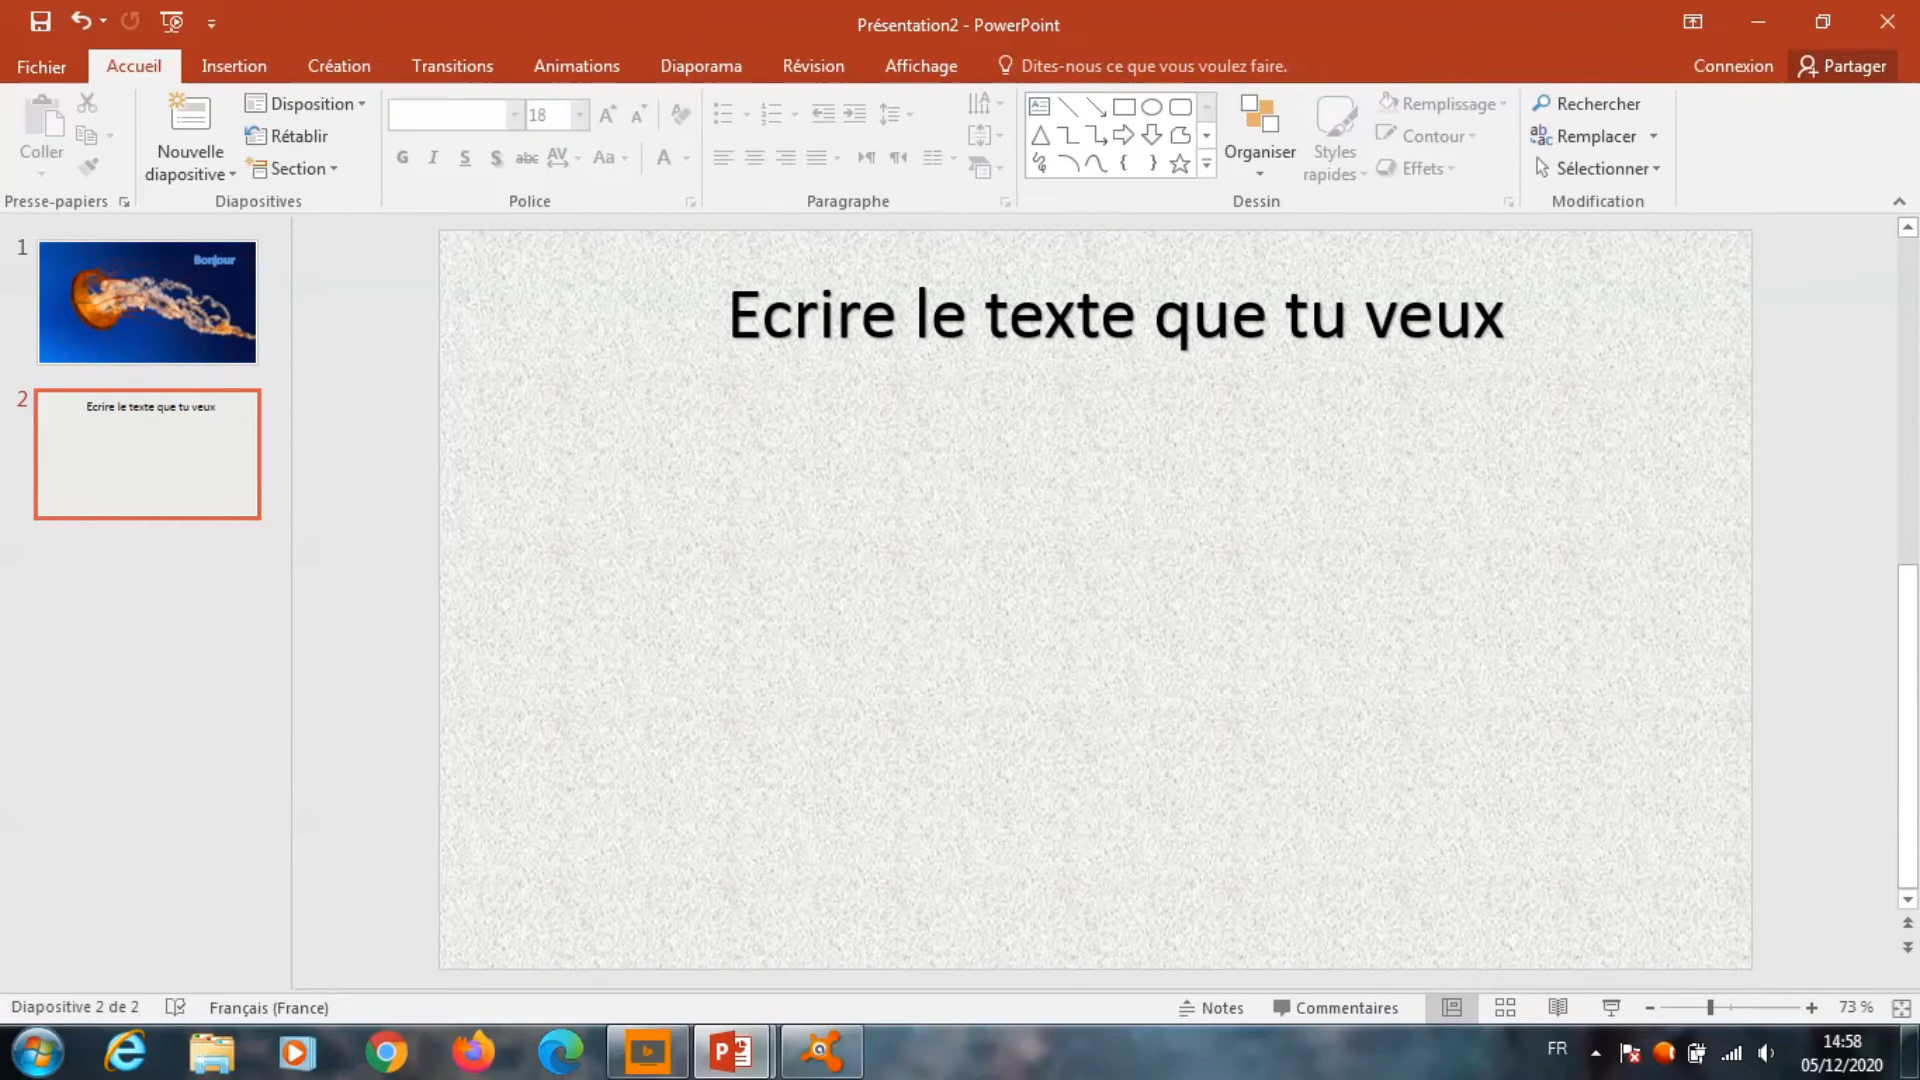 Présentation2 - PowerPoint
Fichier
Accueil
Insertion
Création
Transitions
Animations
Diaporama
Révision
Affichage
Dites-nous ce que vous voulez faire.
Connexion
Partager
Coller
Presse-papiers
Nouvelle
diapositive
Disposition
Rétablir
Section
Diapositives
18
G I S S abc AV Aa A
Police
Paragraphe
Organiser
Styles
rapides
Remplissage
Contour
Effets
Dessin
Rechercher
Remplacer
Sélectionner
Modification
1
Bonjour
2
Ecrire le texte que tu veux
Ecrire le texte que tu veux
Diapositive 2 de 2
Français (France)
Notes
Commentaires
73 %
FR
14:58
05/12/2020